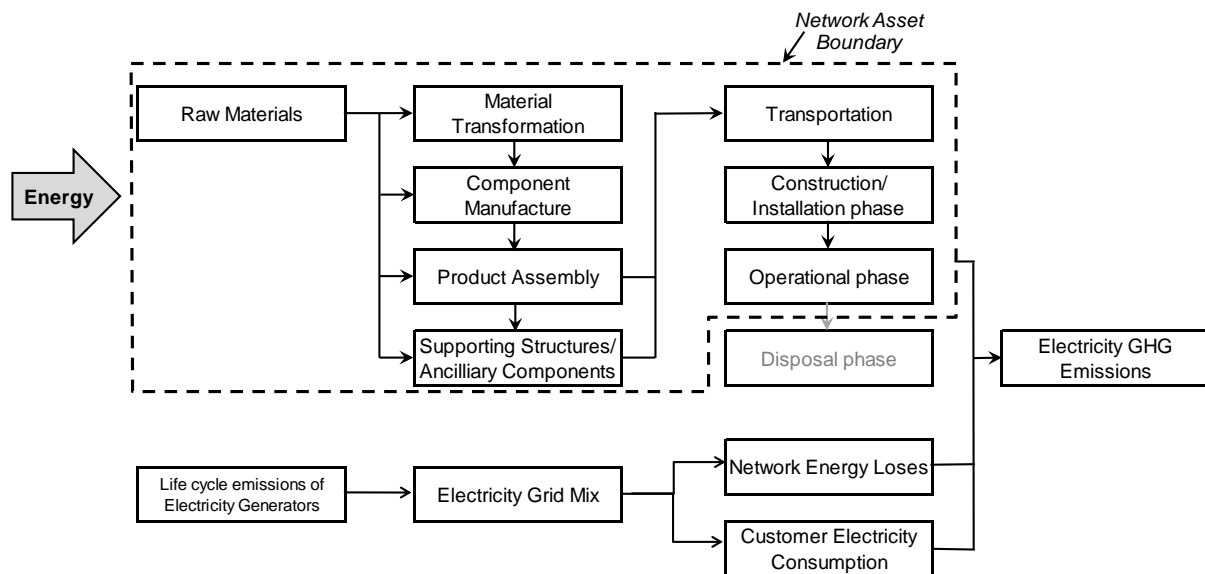 Network Asset
Boundary
Raw Materials
Material
Transformation
Transportation
Energy
Component
Manufacture
Construction/
Installation phase
Product Assembly
Operational phase
Supporting Structures/
Ancilliary Components
Disposal phase
Electricity GHG
Emissions
Life cycle emissions of
Electricity Generators
Electricity Grid Mix
Network Energy Loses
Customer Electricity
Consumption